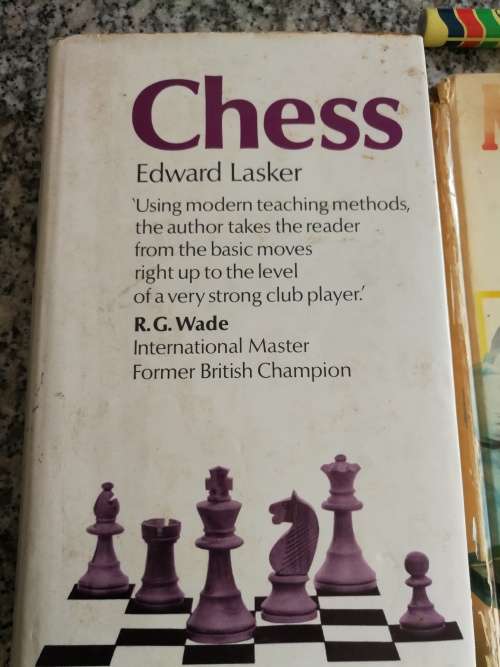 Chess
Edward Lasker
‘Using modern teaching methods,
the author takes the reader
from the basic moves
right up to the level
of a very strong club player.’
R.G. Wade
International Master
Former British Champion